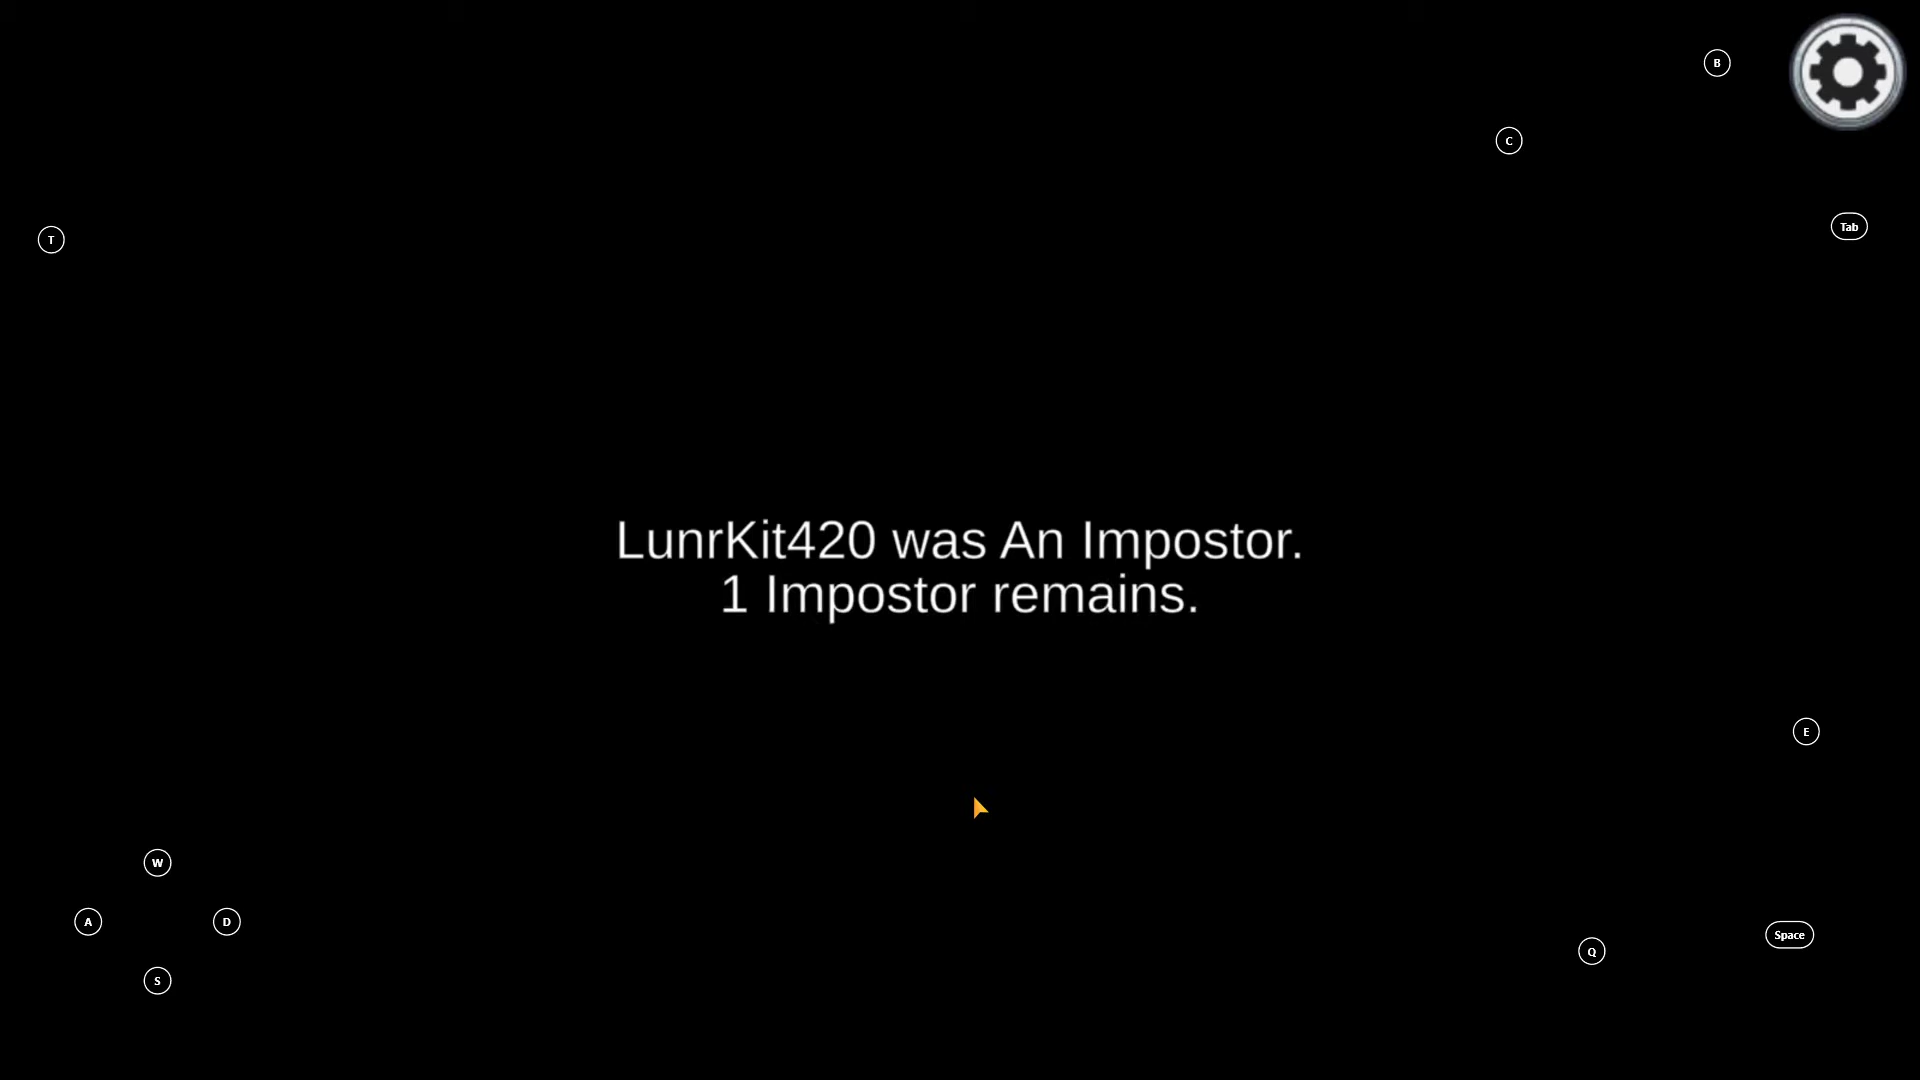 B
C
T
Tab
LunrKit420 was An Impostor.
1 Impostor remains.
E
W
A
D
S
Q
Space